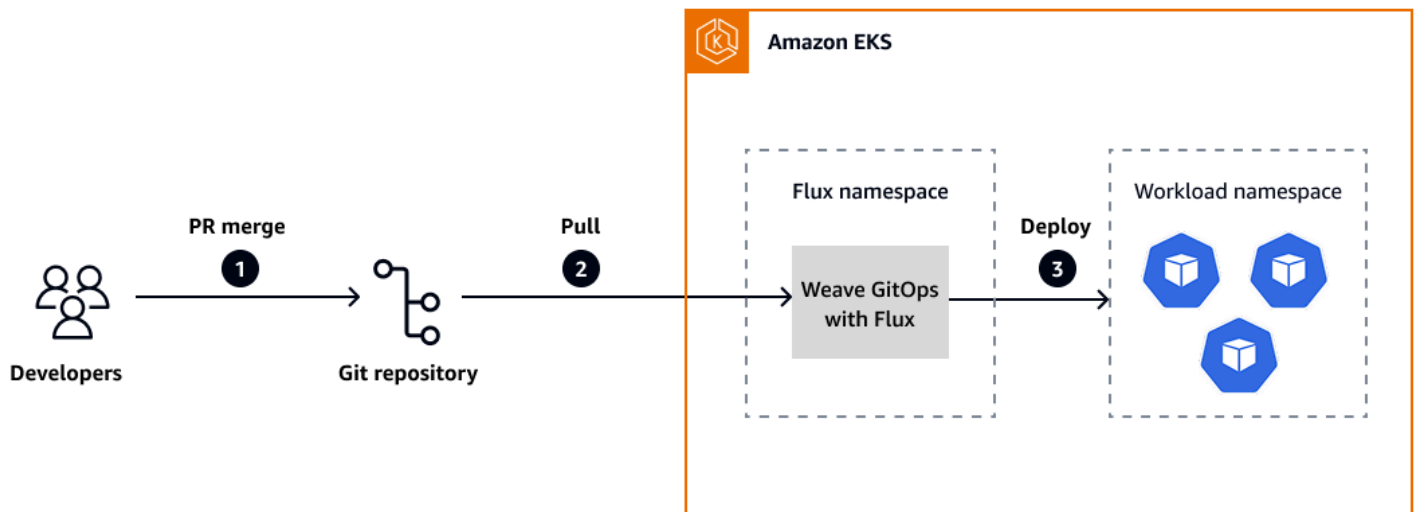 Amazon EKS
Flux namespace
Workload namespace
PR merge
1
Pull
2
Deploy
3
Weave GitOps
with Flux
Developers
Git repository
K